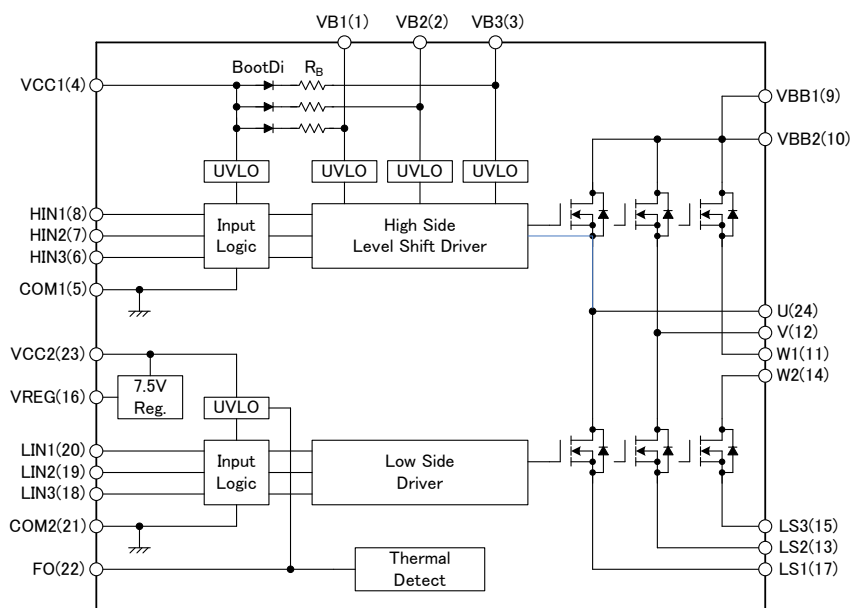 VB1(1) VB2(2) VB3(3)
BootDi R_B
VCC1(4)
VBB1(9)
VBB2(10)
UVLO UVLO UVLO UVLO
HIN1(8)
HIN2(7)
HIN3(6)
Input
Logic
High Side
Level Shift Driver
COM1(5)
U(24)
V(12)
W1(11)
W2(14)
VCC2(23)
VREG(16)
7.5V
Reg.
UVLO
LIN1(20)
LIN2(19)
LIN3(18)
Input
Logic
Low Side
Driver
COM2(21)
LS3(15)
LS2(13)
LS1(17)
FO(22)
Thermal
Detect